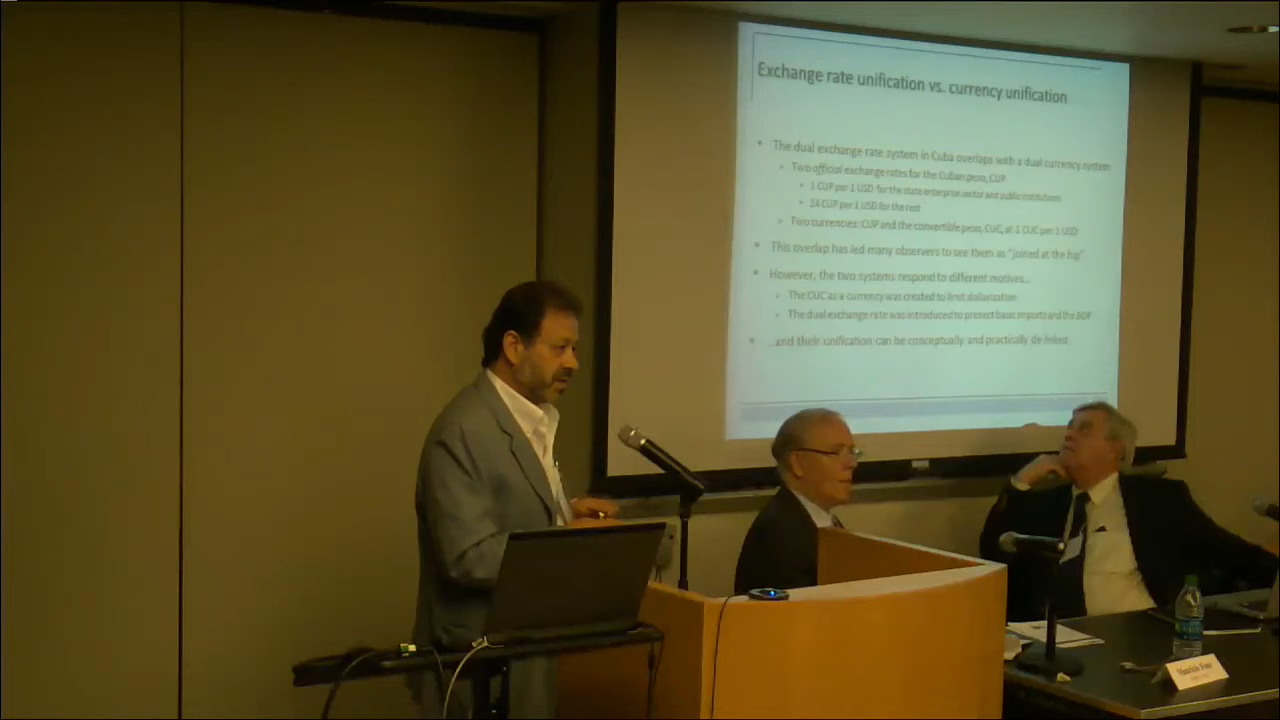 Exchange rate unification vs. currency unification
The dual exchange rate system in Cuba overlaps with a dual currency system
Two official exchange rates for the Cuban peso, CUP
1 CUP per 1 USD for the state enterprise sector and public institutions
24 CUP per 1 USD for the rest
Two currencies: CUP and the convertible peso, CUC, at 1 CUC per 1 USD
This overlap has led many observers to see them as "joined at the hip"
However, the two systems respond to different motives...
The CUC as a currency was created to limit dollarization
The dual exchange rate was introduced to protect basic imports and the BOP
...and their unification can be conceptually and practically de-linked